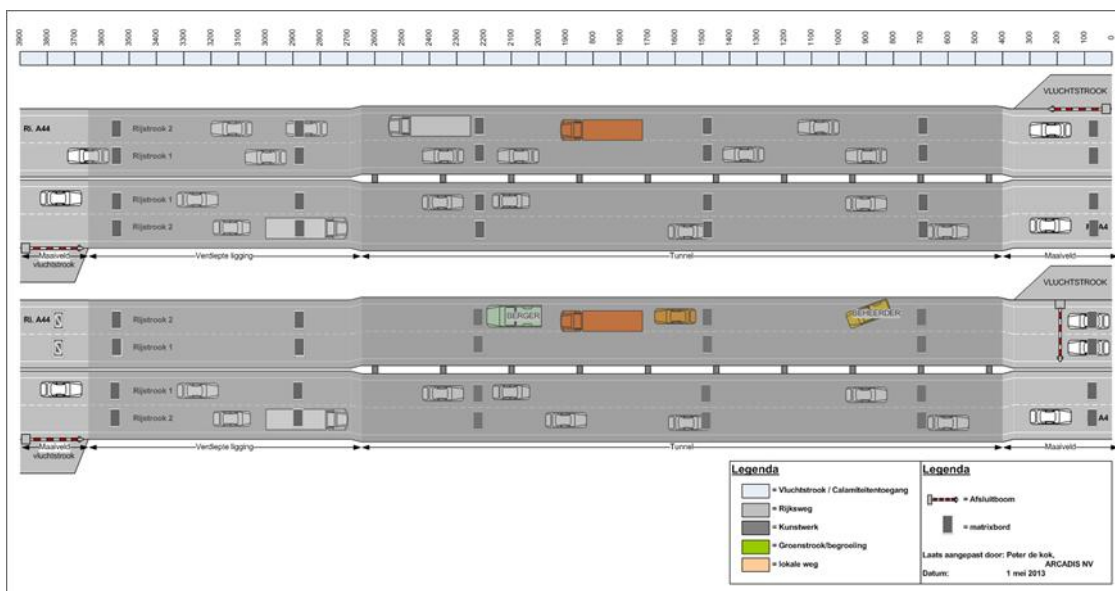 3900 3800 3700 3600 3500 3400 3300 3200 3100 3000 2900 2800 2700 2600 2500 2400 2300 2200 2100 2000 1900 800 1700 1600 1500 1400 1300 1200 1100 1000 900 800 700 600 500 400 300 200 100 0
VLUCHTSTROOK
Ri. A44 Rijstrook 2
Rijstrook 1
Rijstrook 1
Rijstrook 2 A4
Maaiveld Verdiepte ligging Tunnel Maaiveld
vluchtstrook
VLUCHTSTROOK
Ri. A44 Rijstrook 2 BERGER BEHEERDER
Rijstrook 1
Rijstrook 1
Rijstrook 2 A4
Maaiveld Verdiepte ligging Tunnel Maaiveld
vluchtstrook
Legenda
= Vluchtstrook / Calamiteitentoegang
= Rijksweg
= Kunstwerk
= Groenstrook/begroeiing
= lokale weg
Legenda
= Afsluitboom
= matrixbord
Laats aangepast door: Peter de kok,
ARCADIS NV
Datum: 1 mei 2013